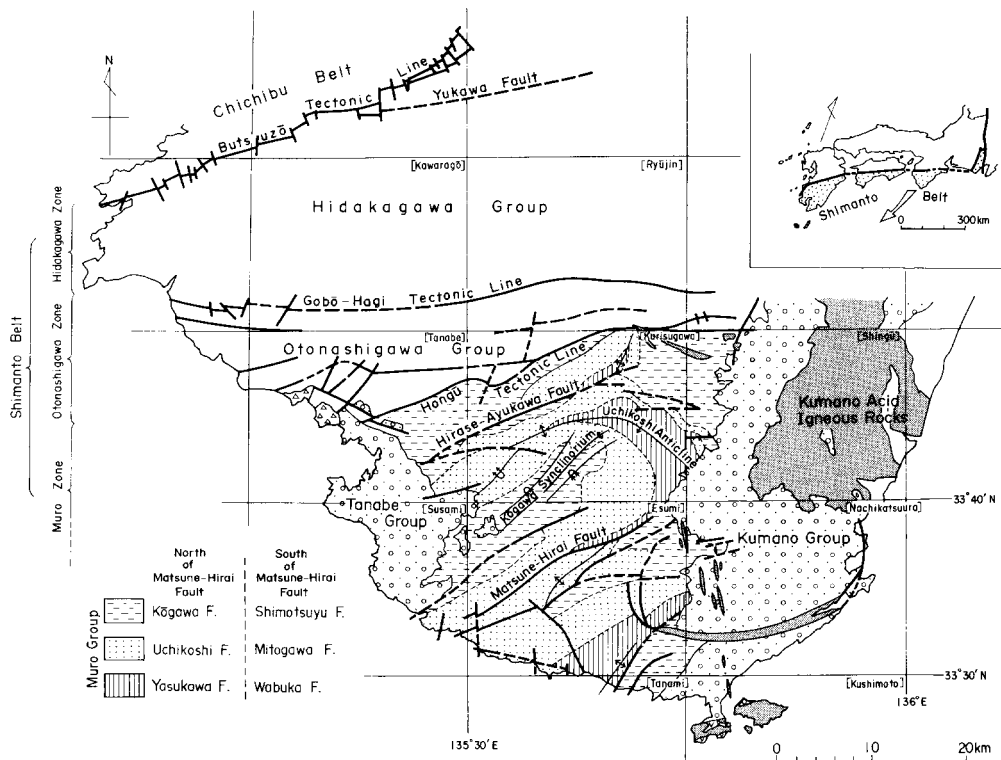 N
Chichibu Belt
Butsuzō Tectonic Line
Yukawa Fault
[Kawaragō]
[Ryūjin]
Hidakagawa Group
Shimanto Belt
0 300km
Shimanto Belt
Hidakagawa Zone
Otonashigawa Zone
Muro Zone
Gobō-Hagi Tectonic Line
[Tanabe]
[Kurisugawa]
[Shingū]
Otonashigawa Group
Hongū Tectonic Line
Hirase-Ayukawa Fault
Uchikoshi Anticline
Kumano Acid
Igneous Rocks
Kōgawa Synclinorium
33°40'N
Tanabe
Group
[Susami]
[Esumi]
[Nachikatsuura]
Kumano Group
Matsune-Hirai Fault
North
of
Matsune-Hirai
Fault
South
of
Matsune-Hirai
Fault
Muro Group
Kōgawa F. Shimotsuyu F.
Uchikoshi F. Mitogawa F.
Yasukawa F. Wabuka F.
[Tanami]
[Kushimoto]
33°30'N
136°E
135°30'E
0 10 20km